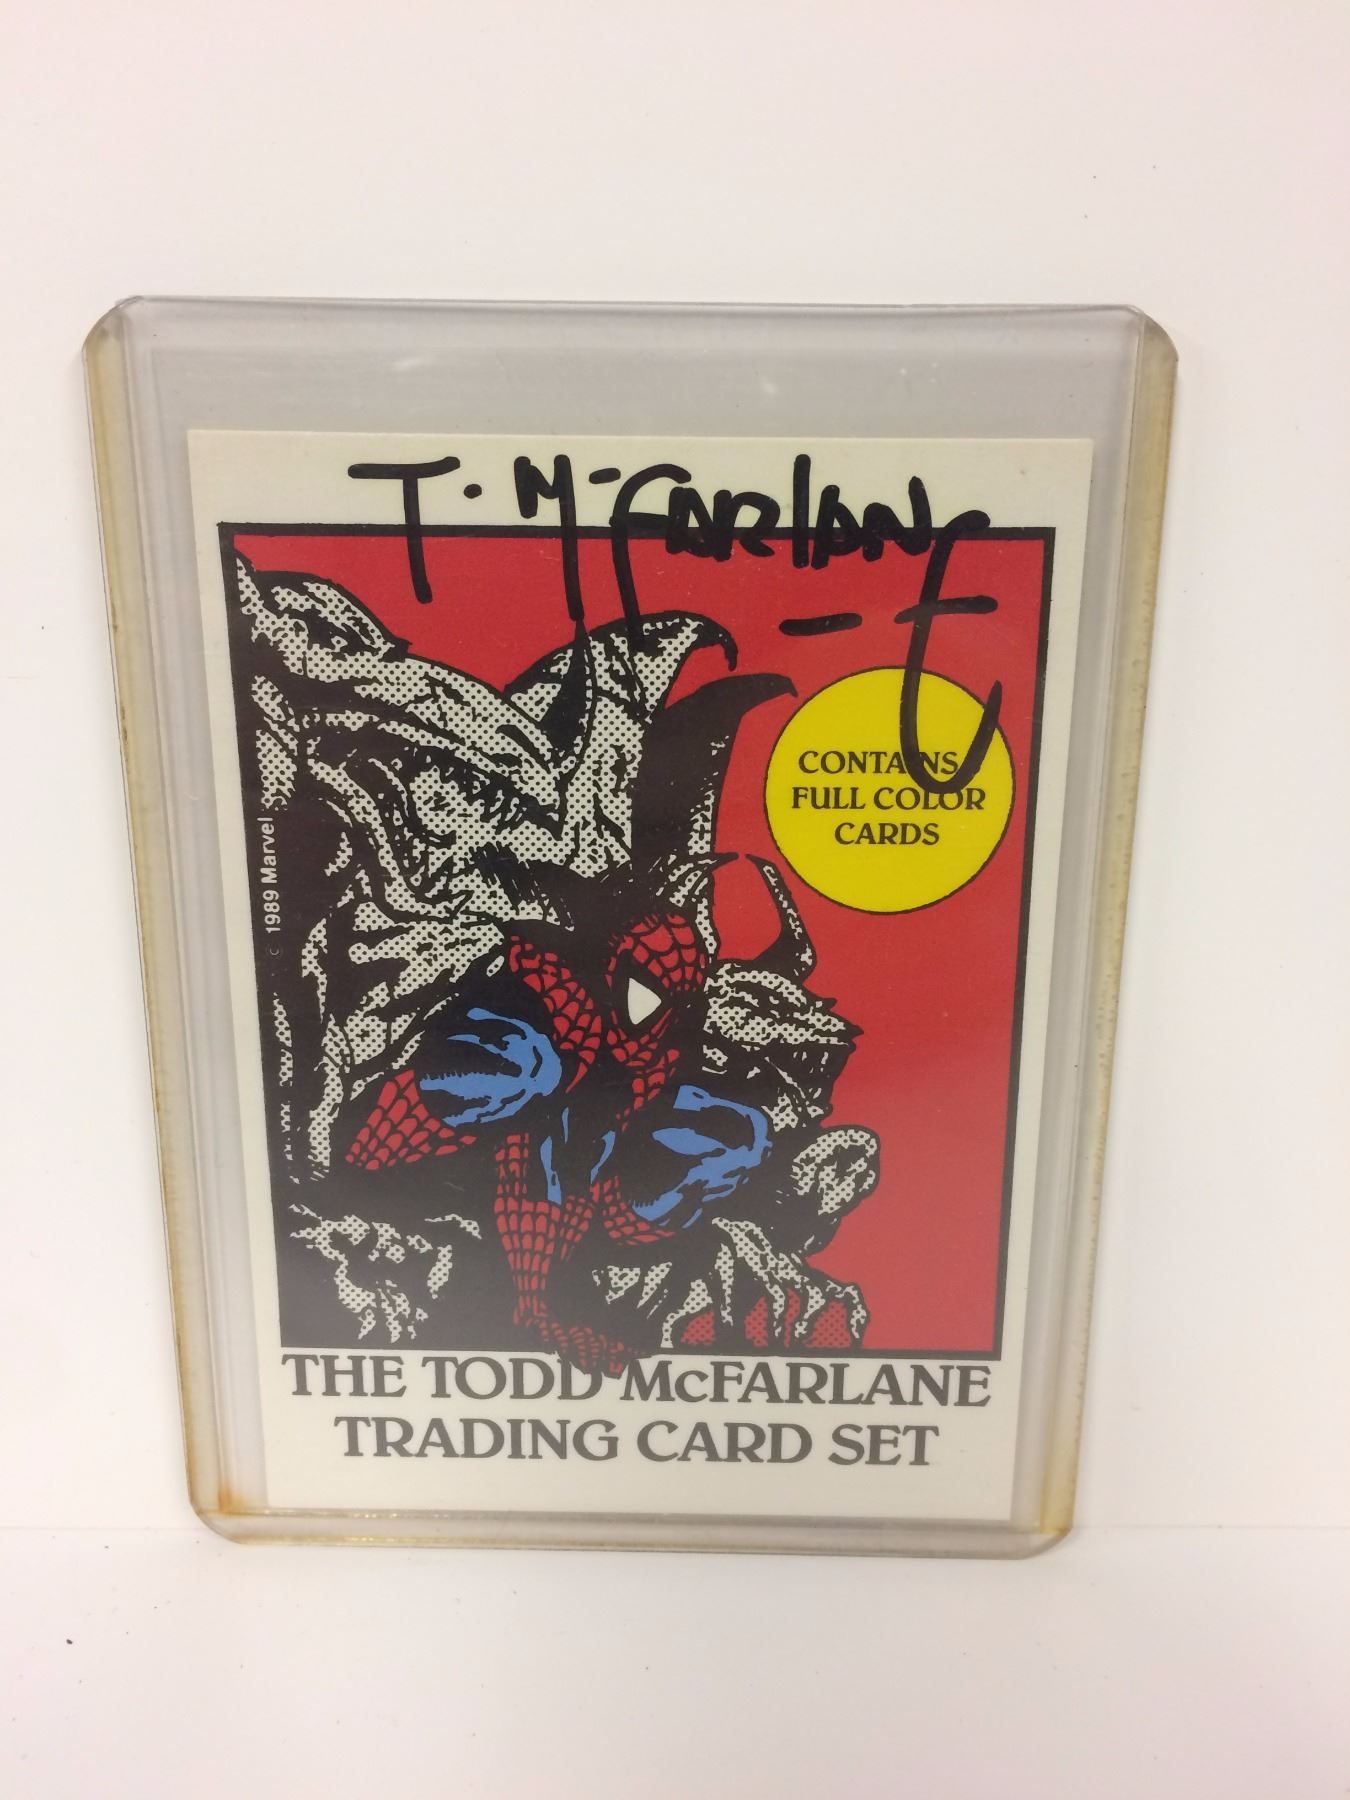 T. McFARLANE
CONTAINS
FULL COLOR
CARDS
© 1989 Marvel
THE TODD McFARLANE
TRADING CARD SET